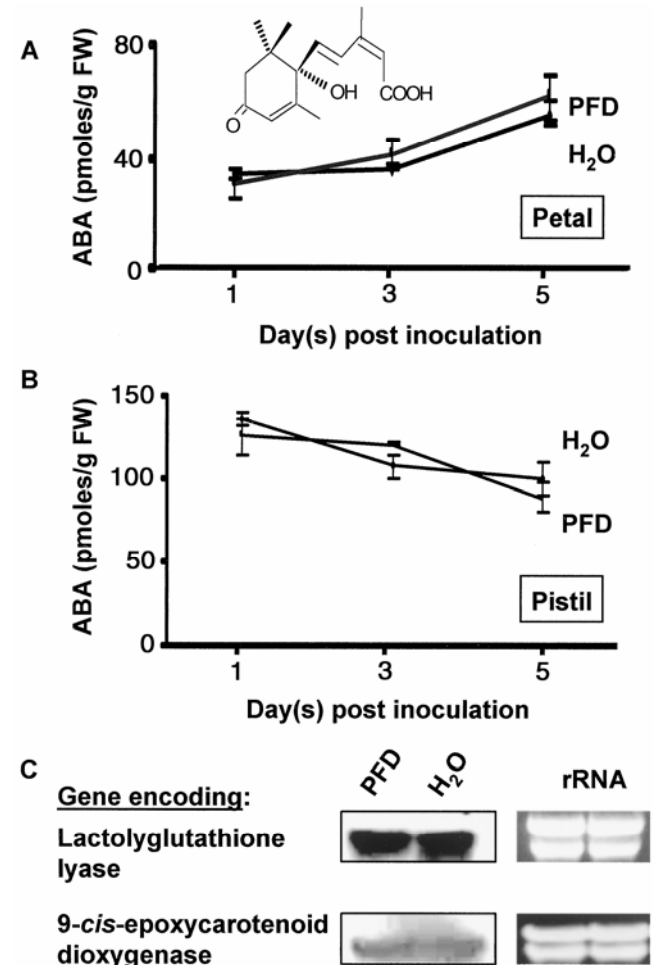 A
80
40
0
ABA (pmoles/g FW)
OH
COOH
O
PFD
H₂O
Petal
1 3 5
Day(s) post inoculation
B
150
100
50
0
ABA (pmoles/g FW)
H₂O
PFD
Pistil
1 3 5
Day(s) post inoculation
C
PFD H₂O rRNA
Gene encoding:
Lactolyglutathione
lyase
9-cis-epoxycarotenoid
dioxygenase